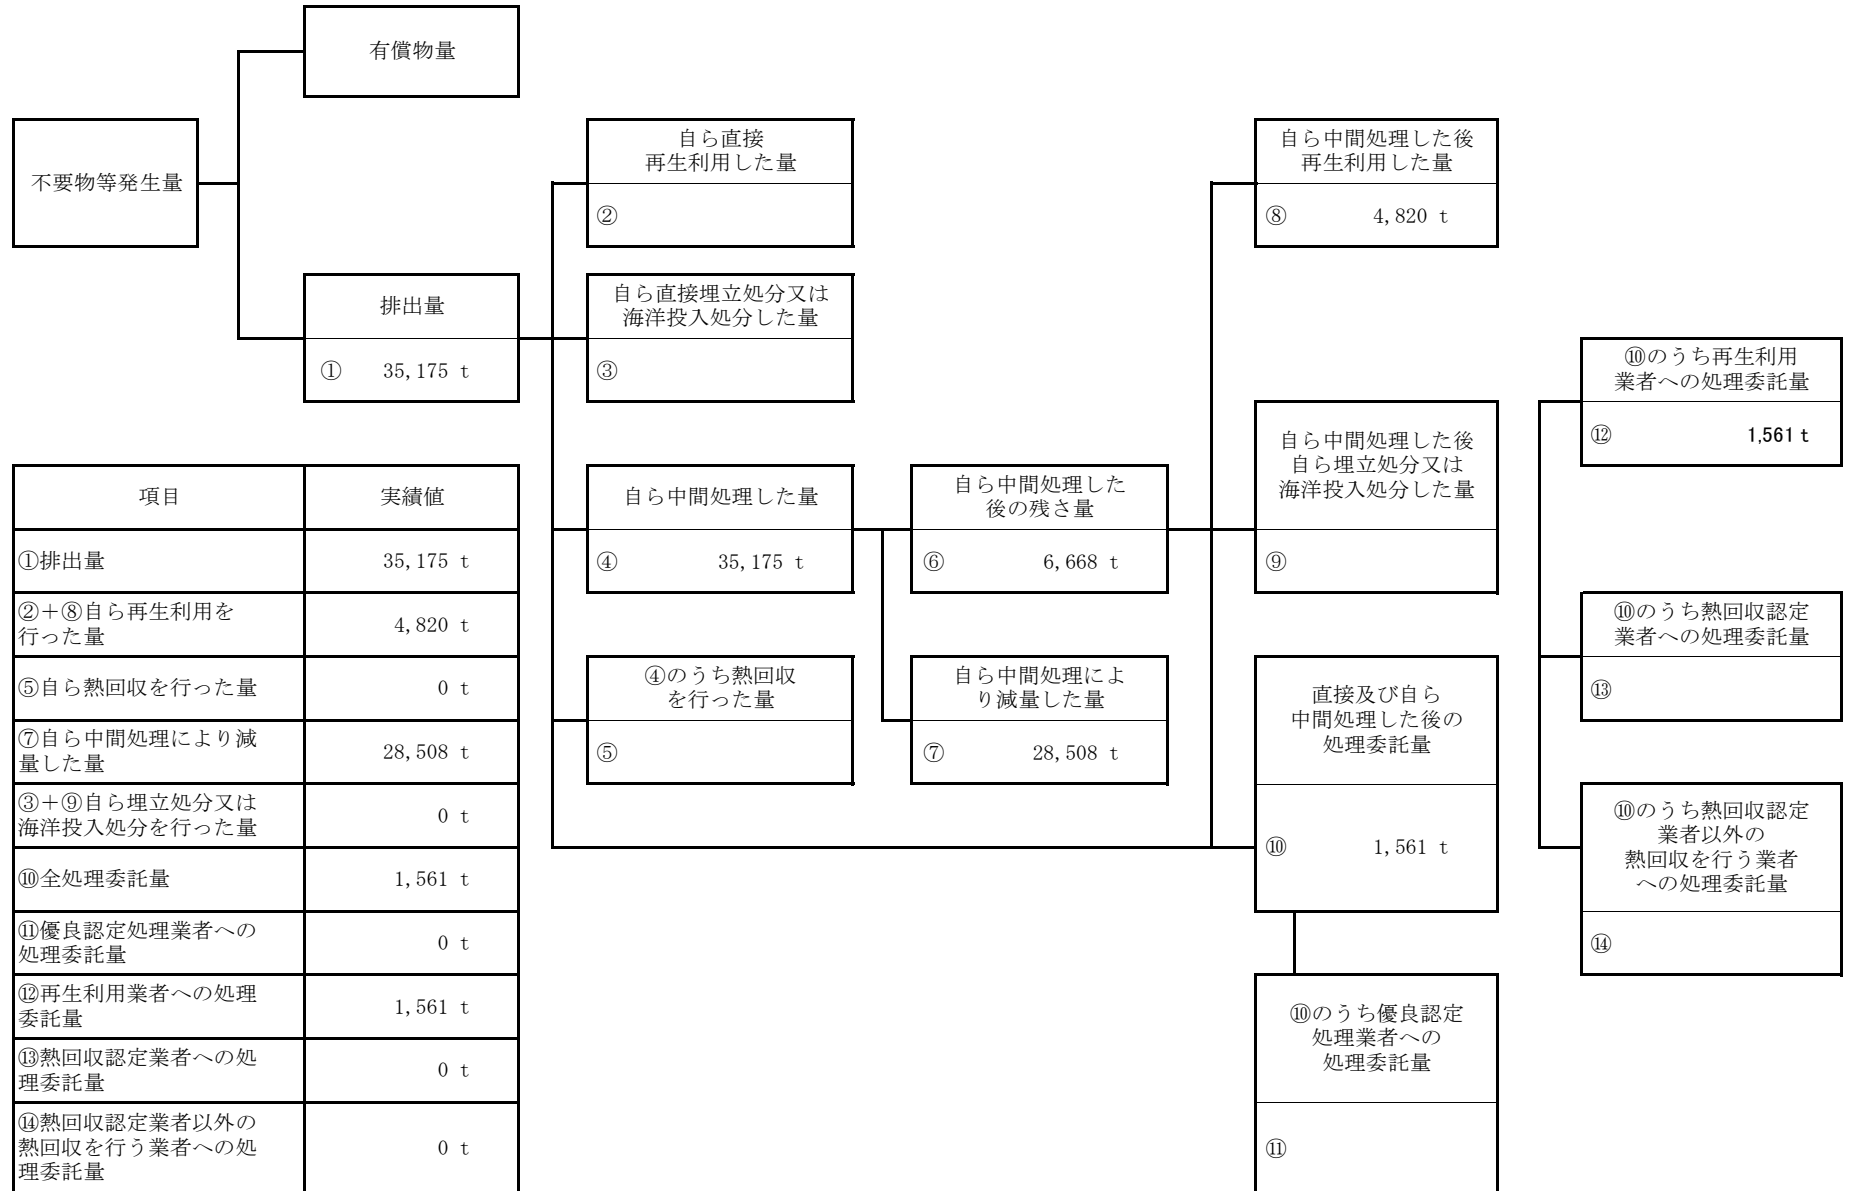 有償物量
不要物等発生量
排出量
① 35,175 t
自ら直接
再生利用した量
②
自ら直接埋立処分又は
海洋投入処分した量
③
自ら中間処理した量
④ 35,175 t
④のうち熱回収
を行った量
⑤
自ら中間処理した
後の残さ量
⑥ 6,668 t
自ら中間処理によ
り減量した量
⑦ 28,508 t
自ら中間処理した後
再生利用した量
⑧ 4,820 t
自ら中間処理した後
自ら埋立処分又は
海洋投入処分した量
⑨
直接及び自ら
中間処理した後の
処理委託量
⑩ 1,561 t
⑩のうち優良認定
処理業者への
処理委託量
⑪
⑩のうち再生利用
業者への処理委託量
⑫ 1,561 t
⑩のうち熱回収認定
業者への処理委託量
⑬
⑩のうち熱回収認定
業者以外の
熱回収を行う業者
への処理委託量
⑭
項目 実績値
①排出量 35,175 t
②＋⑧自ら再生利用を
行った量 4,820 t
⑤自ら熱回収を行った量 0 t
⑦自ら中間処理により減
量した量 28,508 t
③＋⑨自ら埋立処分又は
海洋投入処分を行った量 0 t
⑩全処理委託量 1,561 t
⑪優良認定処理業者への
処理委託量 0 t
⑫再生利用業者への処理
委託量 1,561 t
⑬熱回収認定業者への処
理委託量 0 t
⑭熱回収認定業者以外の
熱回収を行う業者への処
理委託量 0 t